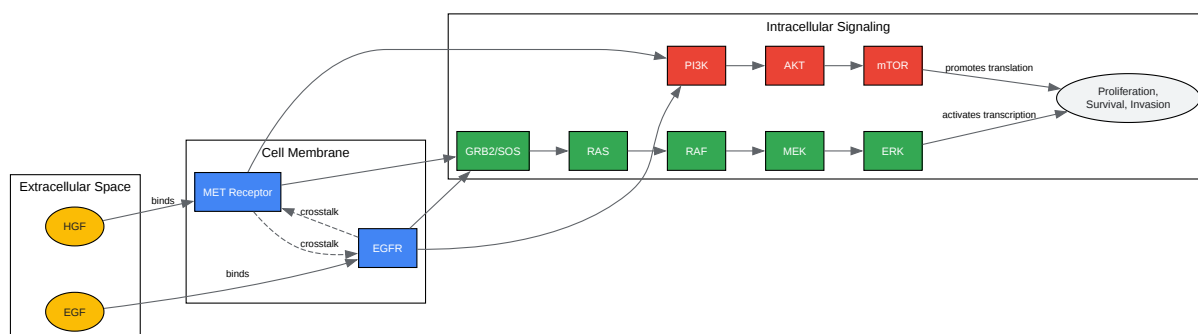 Intracellular Signaling
PI3K
AKT
mTOR
promotes translation
Proliferation,
Survival, Invasion
activates transcription
GRB2/SOS
RAS
RAF
MEK
ERK
Cell Membrane
MET Receptor
crosstalk
crosstalk
EGFR
Extracellular Space
binds
HGF
binds
EGF